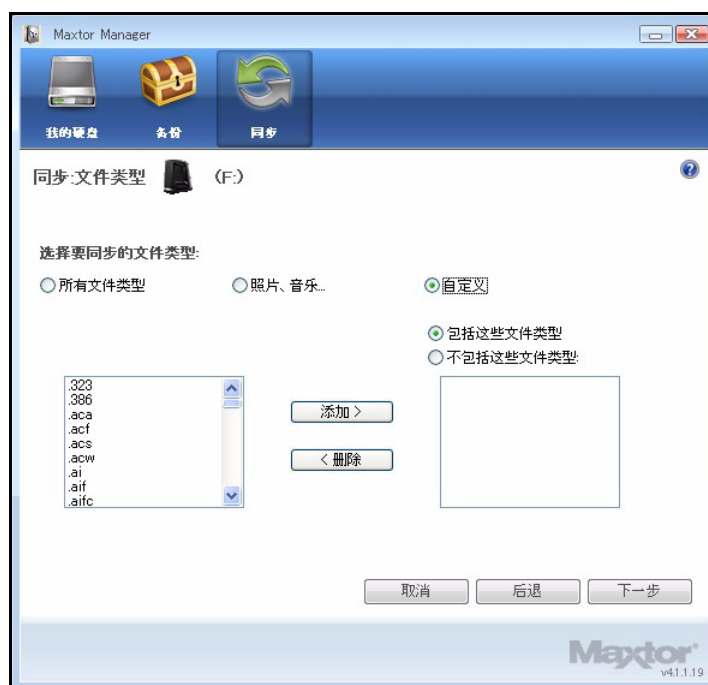 Maxtor Manager
我的硬盘
备份
同步
同步:文件类型 (F:)
选择要同步的文件类型:
所有文件类型
照片、音乐...
自定义
包括这些文件类型
不包括这些文件类型:
.323
.386
.aca
.acf
.acs
.acw
.ai
.aif
.aifc
添加 >
< 删除
取消
后退
下一步
Maxtor
v4.1.1.19